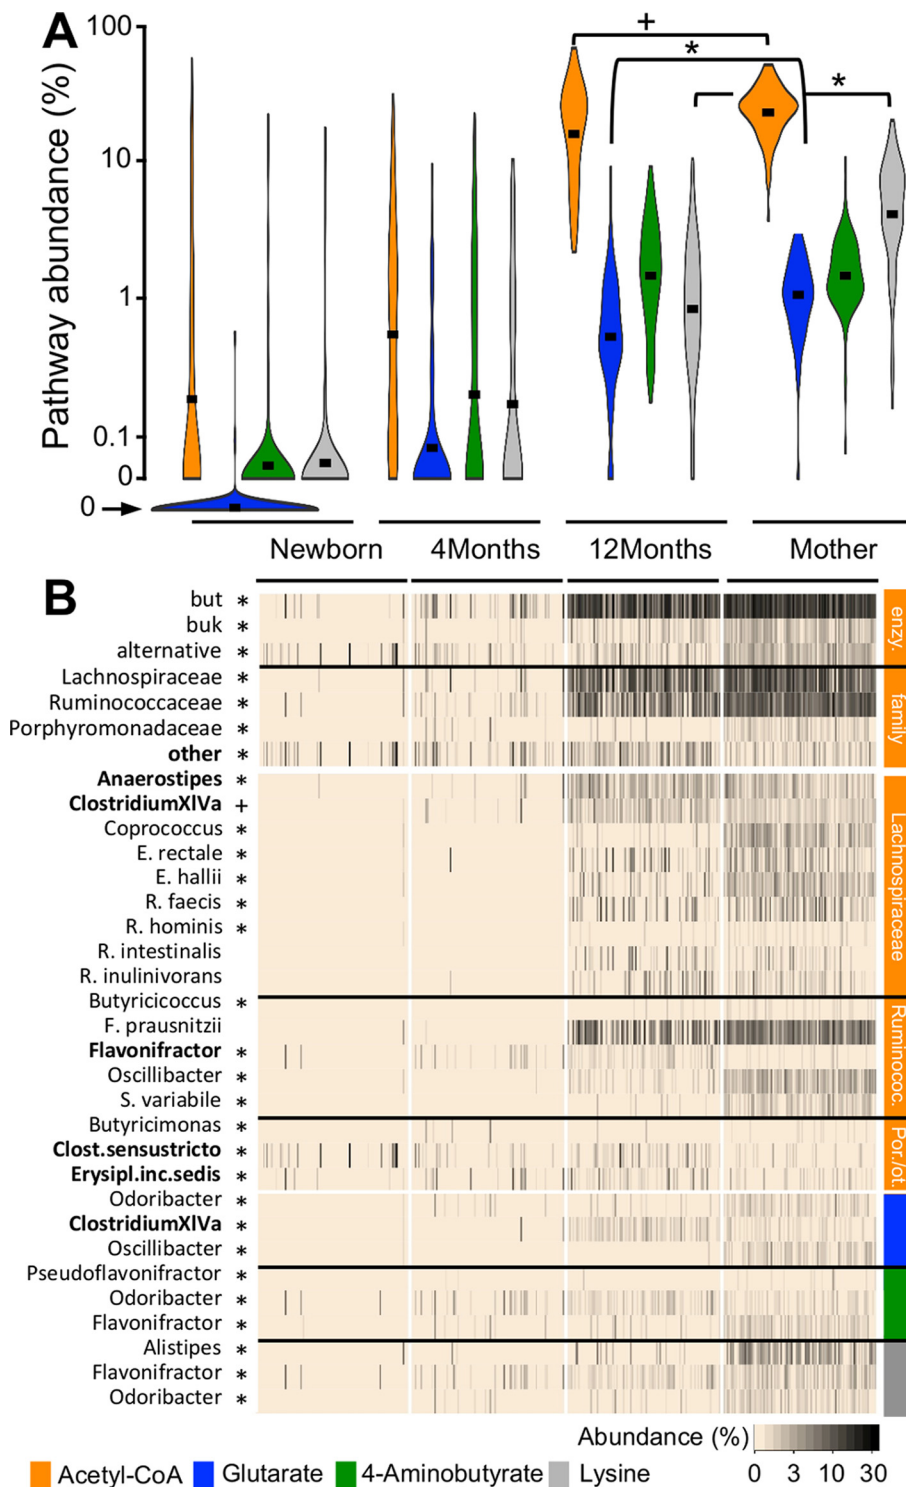 A
Pathway abundance (%)
100
10
1
0.1
0
0
+
*
*
Newborn
4Months
12Months
Mother
B
but *
buk *
alternative *
Lachnospiraceae *
Ruminococcaceae *
Porphyromonadaceae *
other *
Anaerostipes *
ClostridiumXIVa +
Coprococcus *
E. rectale *
E. hallii *
R. faecis *
R. hominis *
R. intestinalis
R. inulinivorans
Butyricicoccus *
F. prausnitzii
Flavonifractor *
Oscillibacter *
S. variabile *
Butyricimonas *
Clost.sensustricto *
Erysipl.inc.sedis *
Odoribacter *
ClostridiumXIVa *
Oscillibacter *
Pseudoflavonifractor *
Odoribacter *
Flavonifractor *
Alistipes *
Flavonifractor *
Odoribacter *
enzy.
family
Lachnospiraceae
Ruminococ.
Por./ot.
Abundance (%)
0 3 10 30
Acetyl-CoA Glutarate 4-Aminobutyrate Lysine